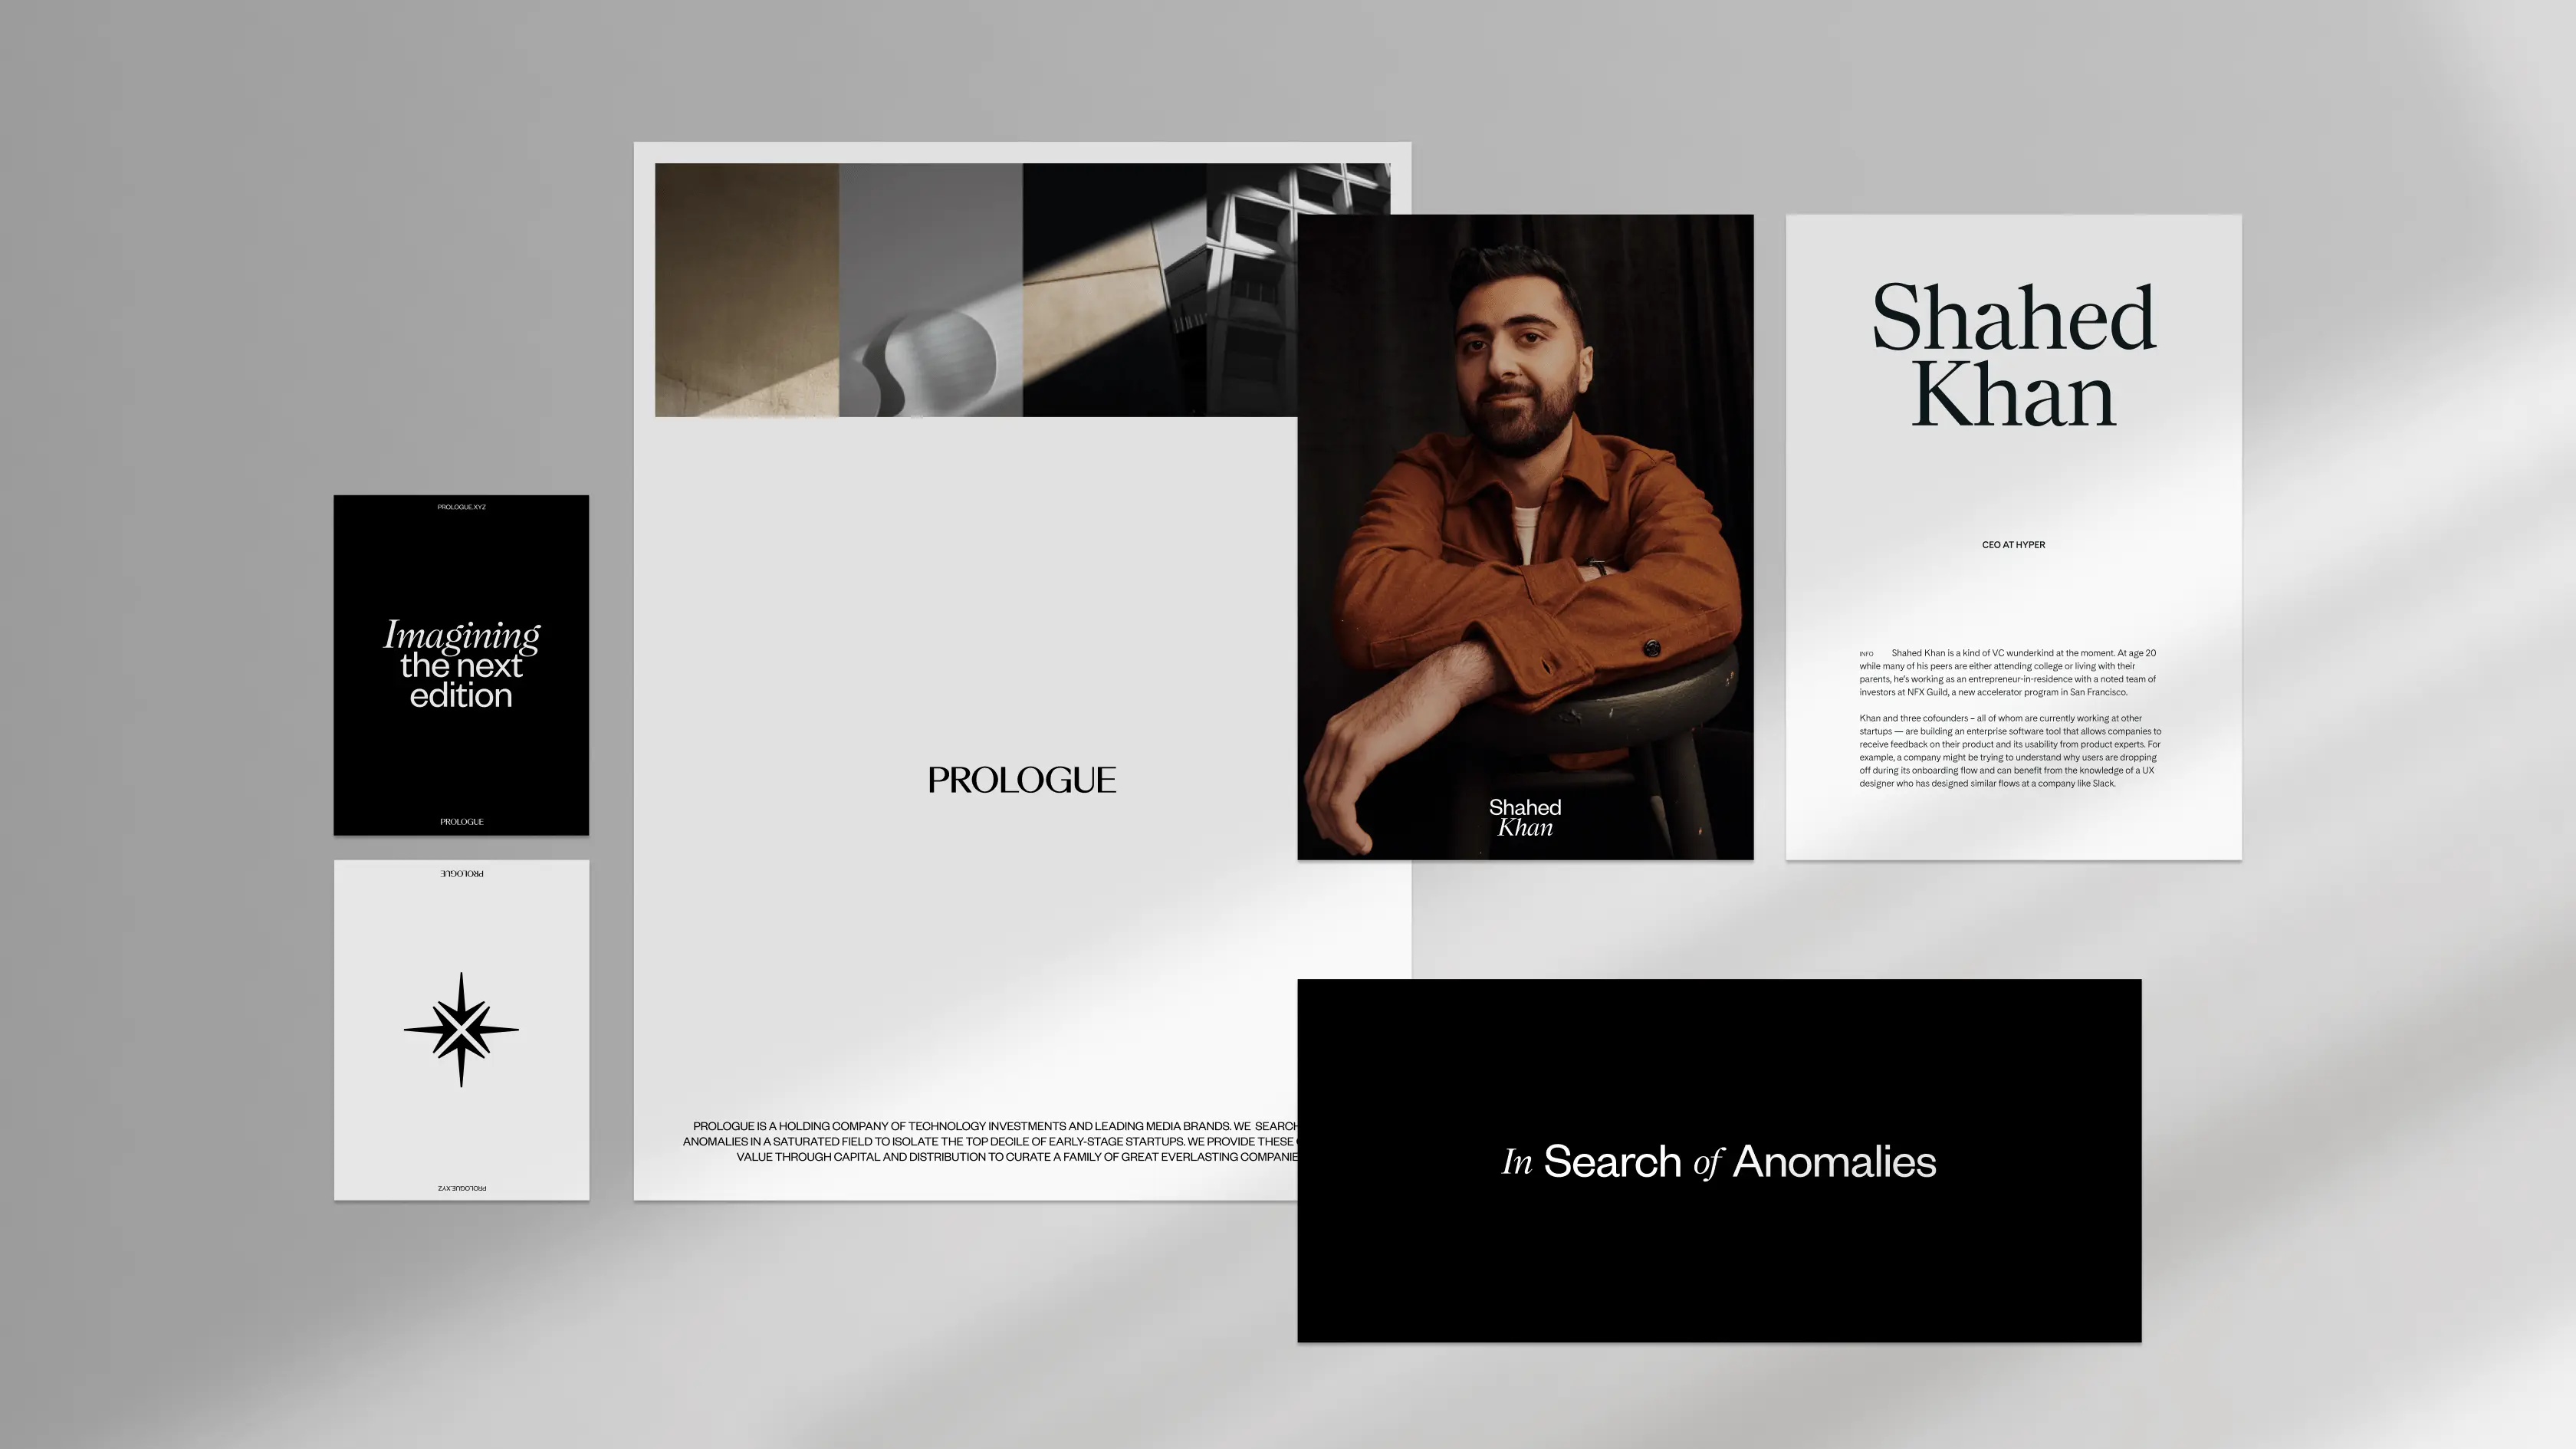 PROLOGUE.XYZ
Imagining
the next
edition
PROLOGUE
PROLOGUE
PROLOGUE.XYZ
PROLOGUE
PROLOGUE IS A HOLDING COMPANY OF TECHNOLOGY INVESTMENTS AND LEADING MEDIA BRANDS. WE SEARCH
ANOMALIES IN A SATURATED FIELD TO ISOLATE THE TOP DECILE OF EARLY-STAGE STARTUPS. WE PROVIDE THESE
VALUE THROUGH CAPITAL AND DISTRIBUTION TO CURATE A FAMILY OF GREAT EVERLASTING COMPANIE
Shahed
Khan
Shahed
Khan
CEO AT HYPER
INFO Shahed Khan is a kind of VC wunderkind at the moment. At age 20
while many of his peers are either attending college or living with their
parents, he's working as an entrepreneur-in-residence with a noted team of
investors at NFX Guild, a new accelerator program in San Francisco.
Khan and three cofounders – all of whom are currently working at other
startups — are building an enterprise software tool that allows companies to
receive feedback on their product and its usability from product experts. For
example, a company might be trying to understand why users are dropping
off during its onboarding flow and can benefit from the knowledge of a UX
designer who has designed similar flows at a company like Slack.
In Search of Anomalies